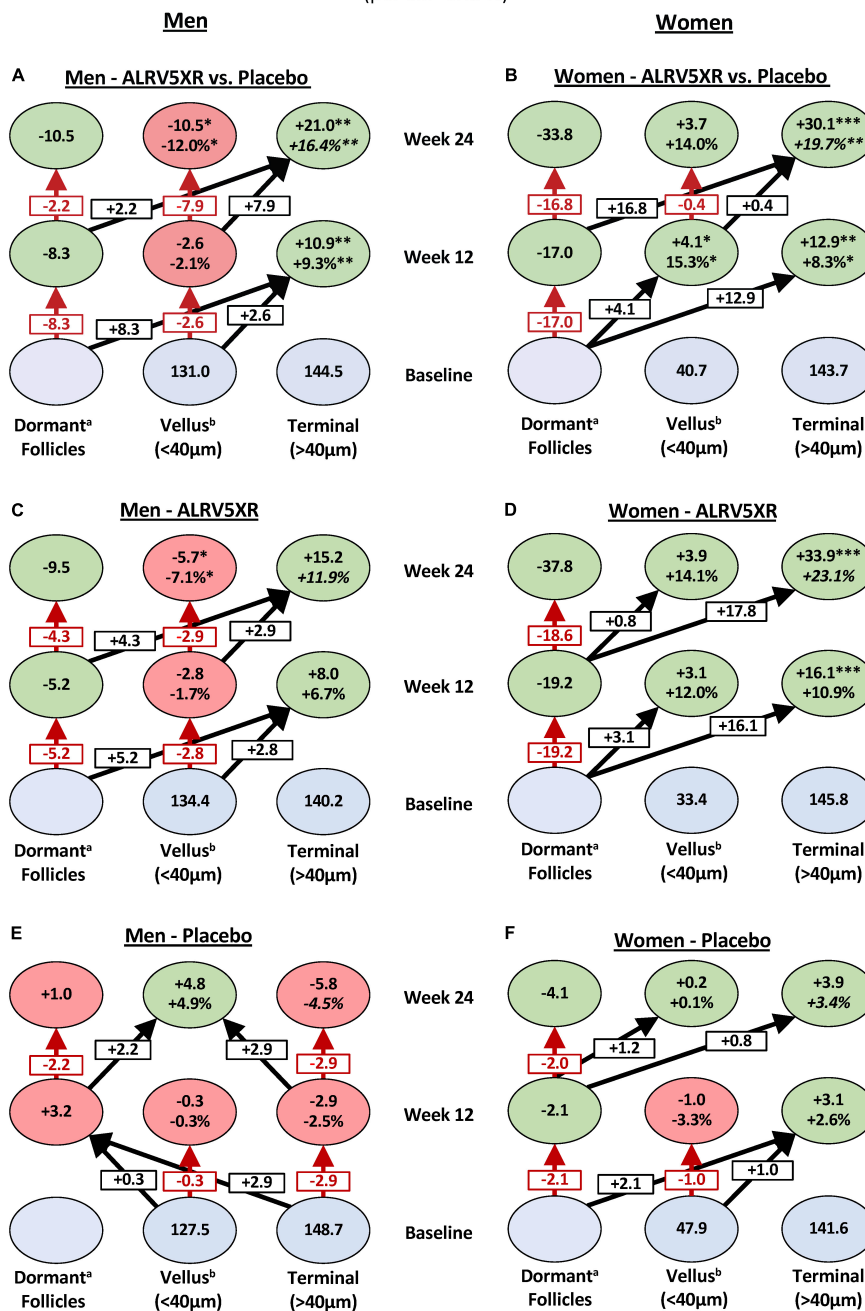 Men
Women
A
Men - ALRV5XR vs. Placebo
-10.5
-10.5*
-12.0%*
+21.0**
+16.4%**
-2.2
+2.2
-7.9
+7.9
-8.3
-2.6
-2.1%
+10.9**
+9.3%**
-8.3
+8.3
-2.6
+2.6
131.0
144.5
Dormantᵃ
Follicles
Vellusᵇ
(<40µm)
Terminal
(>40µm)
Week 24
Week 12
Baseline
B
Women - ALRV5XR vs. Placebo
-33.8
+3.7
+14.0%
+30.1***
+19.7%**
-16.8
+16.8
-0.4
+0.4
-17.0
+4.1*
15.3%*
+12.9**
+8.3%*
-17.0
+4.1
+12.9
40.7
143.7
Dormantᵃ
Follicles
Vellusᵇ
(<40µm)
Terminal
(>40µm)
C
Men - ALRV5XR
-9.5
-5.7*
-7.1%*
+15.2
+11.9%
-4.3
+4.3
-2.9
+2.9
-5.2
-2.8
-1.7%
+8.0
+6.7%
-5.2
+5.2
-2.8
+2.8
134.4
140.2
Dormantᵃ
Follicles
Vellusᵇ
(<40µm)
Terminal
(>40µm)
Week 24
Week 12
Baseline
D
Women - ALRV5XR
-37.8
+3.9
+14.1%
+33.9***
+23.1%
-18.6
+0.8
+17.8
-19.2
+3.1
+12.0%
+16.1***
+10.9%
-19.2
+3.1
+16.1
33.4
145.8
Dormantᵃ
Follicles
Vellusᵇ
(<40µm)
Terminal
(>40µm)
E
Men - Placebo
+1.0
+4.8
+4.9%
-5.8
-4.5%
-2.2
+2.2
+2.9
-2.9
+3.2
-0.3
-0.3%
-2.9
-2.5%
+0.3
-0.3
+2.9
-2.9
127.5
148.7
Dormantᵃ
Follicles
Vellusᵇ
(<40µm)
Terminal
(>40µm)
Week 24
Week 12
Baseline
F
Women - Placebo
-4.1
+0.2
+0.1%
+3.9
+3.4%
-2.0
+1.2
+0.8
-2.1
-1.0
-3.3%
+3.1
+2.6%
-2.1
+2.1
-1.0
+1.0
47.9
141.6
Dormantᵃ
Follicles
Vellusᵇ
(<40µm)
Terminal
(>40µm)